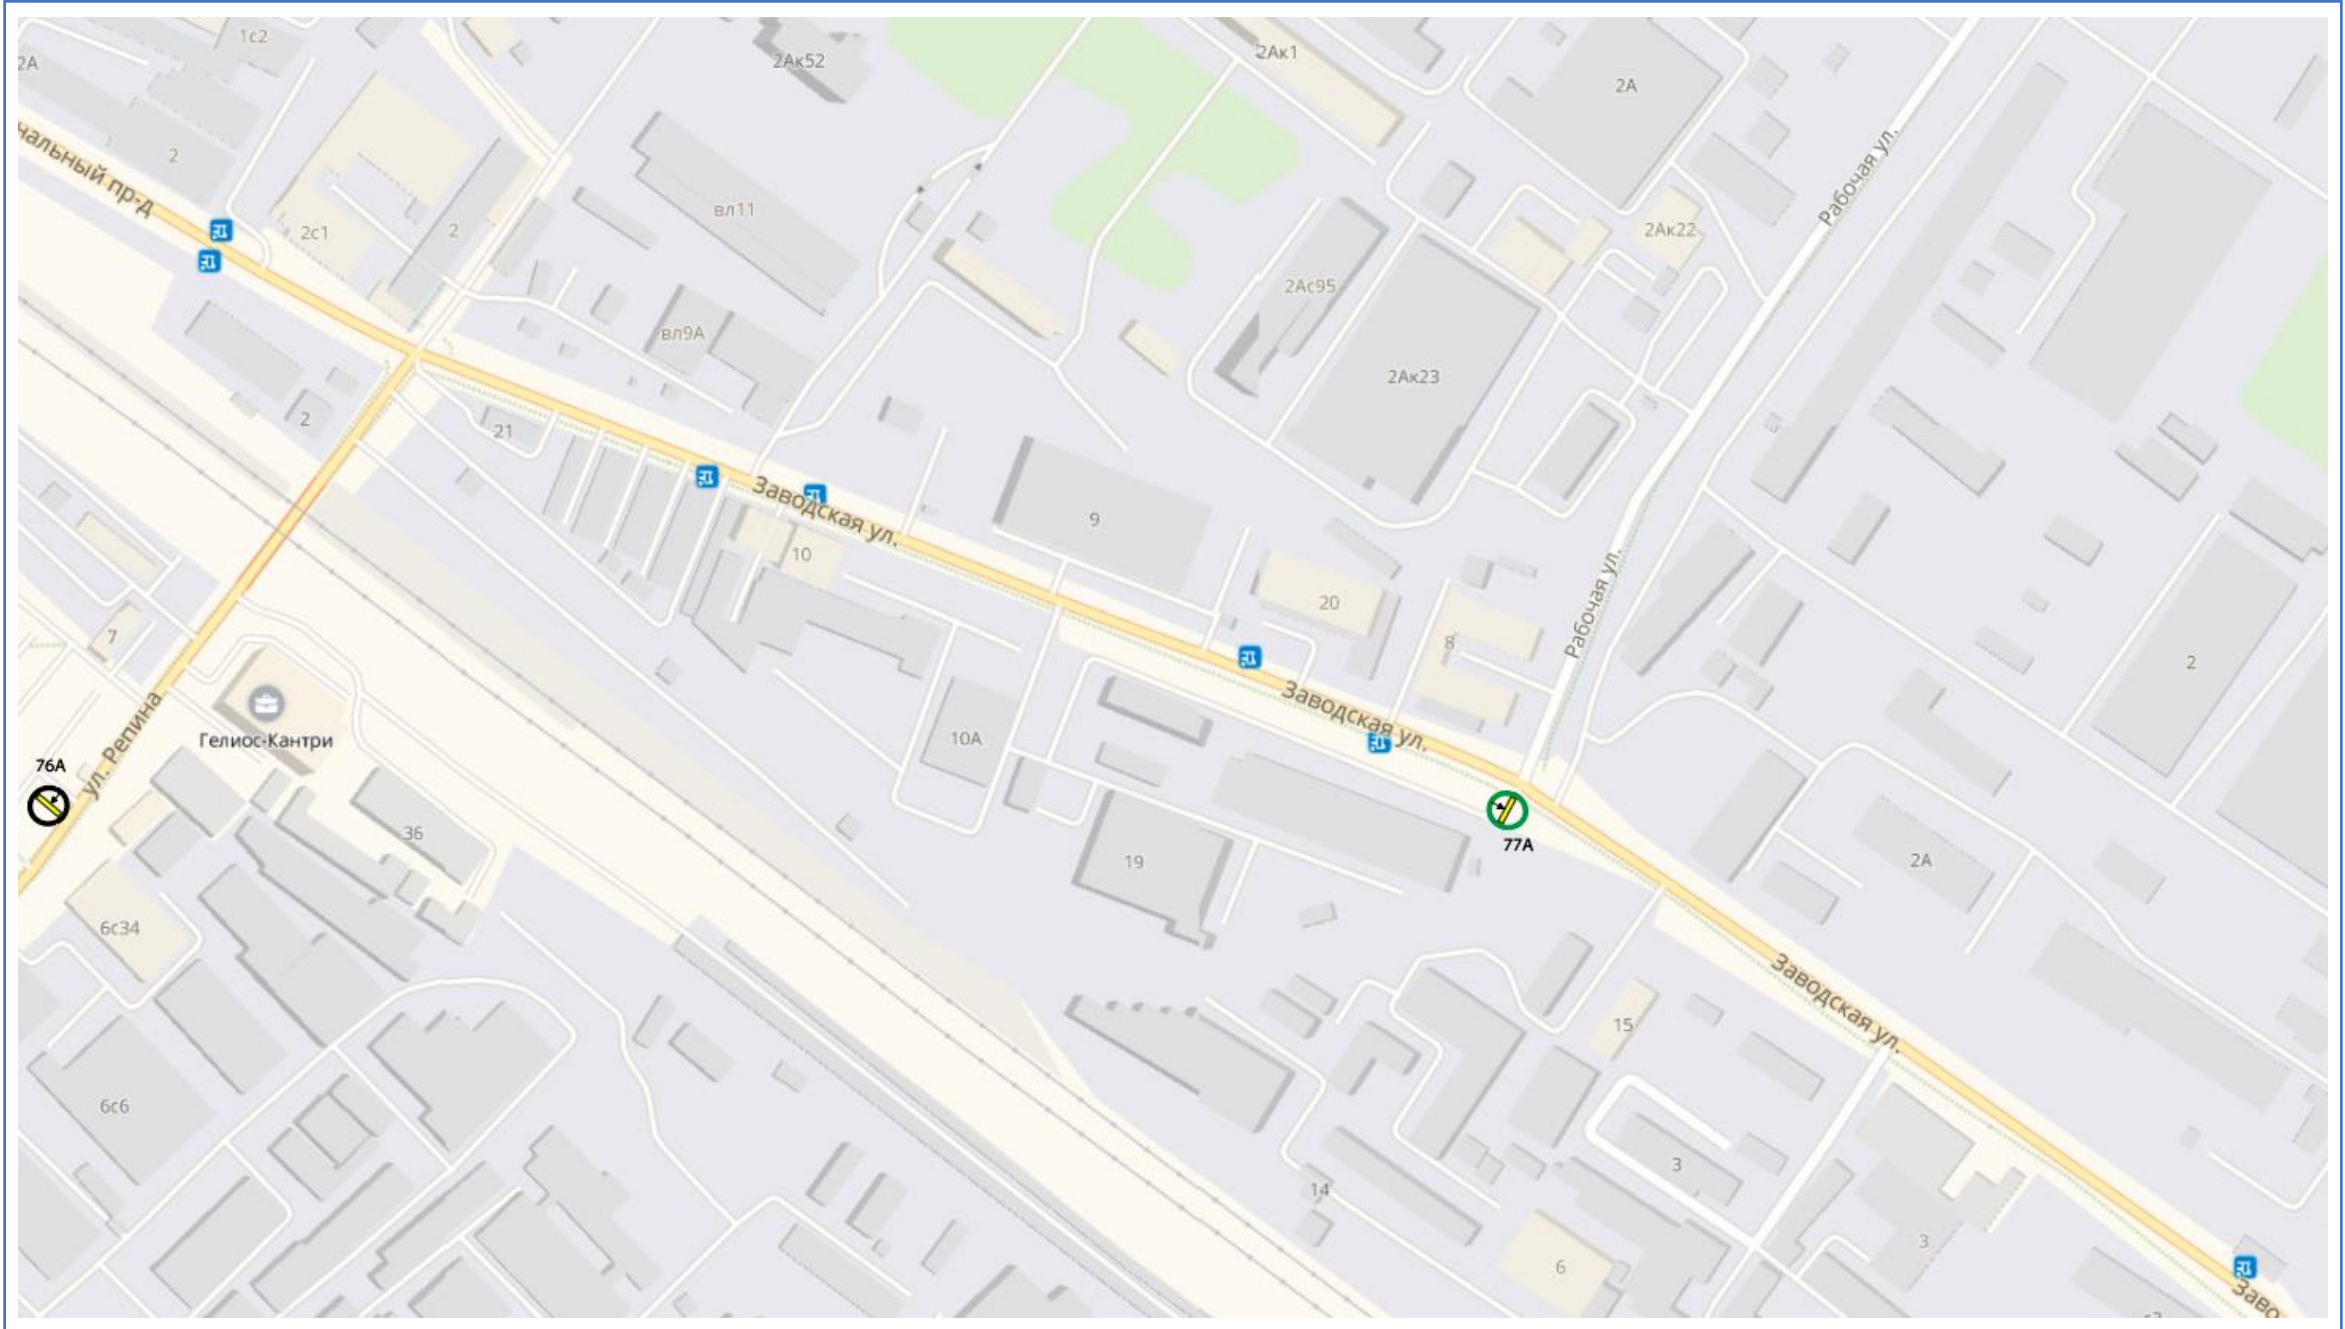 1с2
2Ак52
2Ак1
2А
2А
2
нальный пр-д
2с1
2
вл11
2Ас95
2Ак22
Рабочая ул.
вл9А
2Ак23
2
21
Заводская ул.
10
9
20
8
Рабочая ул.
2
7
ул. Репина
Гелиос-Кантри
10А
Заводская ул.
76А
36
19
77А
2А
6с34
Заводская ул.
15
6с6
3
14
3
6
Заво